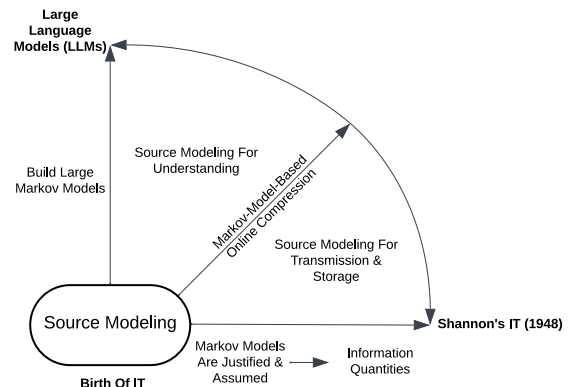 Large
Language
Models (LLMs)
Source Modeling For
Understanding
Build Large
Markov Models
Markov-Model-Based
Online Compression
Source Modeling For
Transmission &
Storage
Source Modeling
Shannon's IT (1948)
Markov Models
Are Justified &
Assumed
Information
Quantities
Birth Of IT